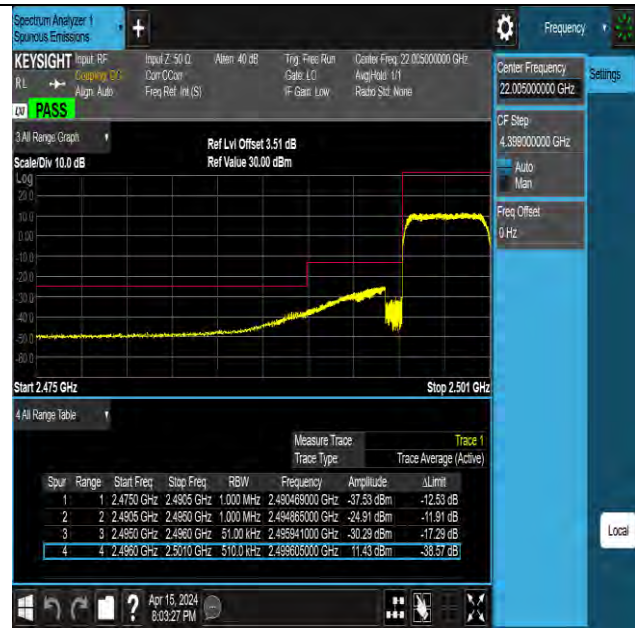 Spectrum Analyzer 1
Spurious Emissions
Frequency
KEYSIGHT Input: RF Input Z: 50 Ω Atten: 40 dB Trig: Free Run Center Freq: 22.005000000 GHz
RL Coupling: DC Corr CCorr Gate: LO Avg|Hold: 1/1
Align: Auto Freq Ref: Int (S) IF Gain: Low Radio Std: None
LXI PASS
Center Frequency
22.005000000 GHz
Settings
CF Step
4.399000000 GHz
Auto
Man
Freq Offset
0 Hz
3 All Range Graph
Ref Lvl Offset 3.51 dB
Scale/Div 10.0 dB Ref Value 30.00 dBm
Log
20.0
10.0
0.00
-10.0
-20.0
-30.0
-40.0
-50.0
-60.0
Start 2.475 GHz Stop 2.501 GHz
4 All Range Table
Measure Trace Trace 1
Trace Type Trace Average (Active)
Spur Range Start Freq Stop Freq RBW Frequency Amplitude ΔLimit
1 1 2.4750 GHz 2.4905 GHz 1.000 MHz 2.490469000 GHz -37.53 dBm -12.53 dB
2 2 2.4905 GHz 2.4950 GHz 1.000 MHz 2.494865000 GHz -24.91 dBm -11.91 dB
3 3 2.4950 GHz 2.4960 GHz 51.00 kHz 2.495941000 GHz -30.29 dBm -17.29 dB
4 4 2.4960 GHz 2.5010 GHz 510.0 kHz 2.499605000 GHz 11.43 dBm -38.57 dB
Local
?
Apr 15, 2024
8:03:27 PM